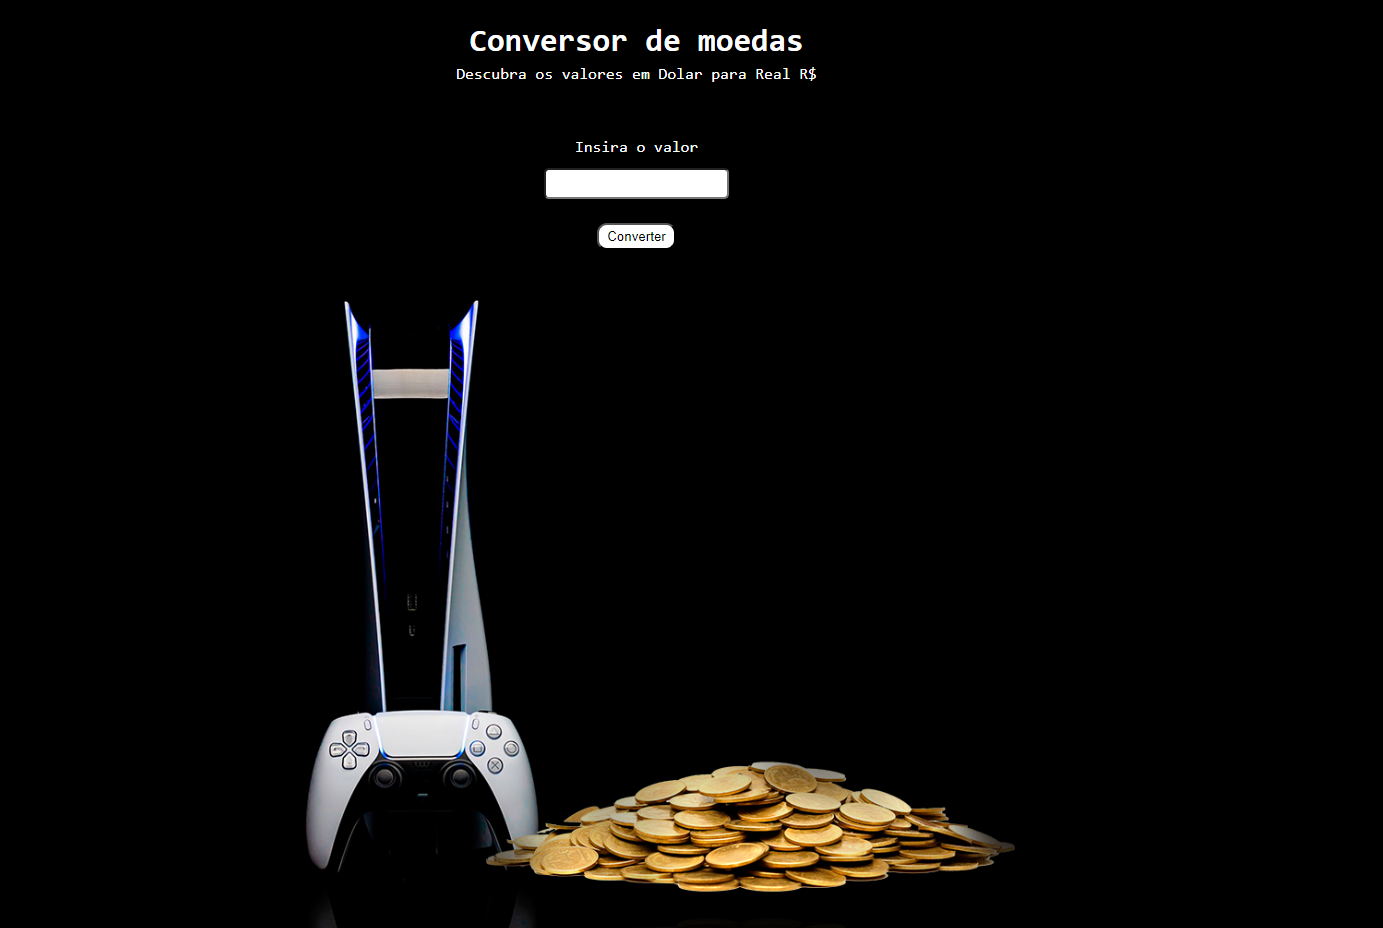 Conversor de moedas
Descubra os valores em Dolar para Real R$
Insira o valor
Converter